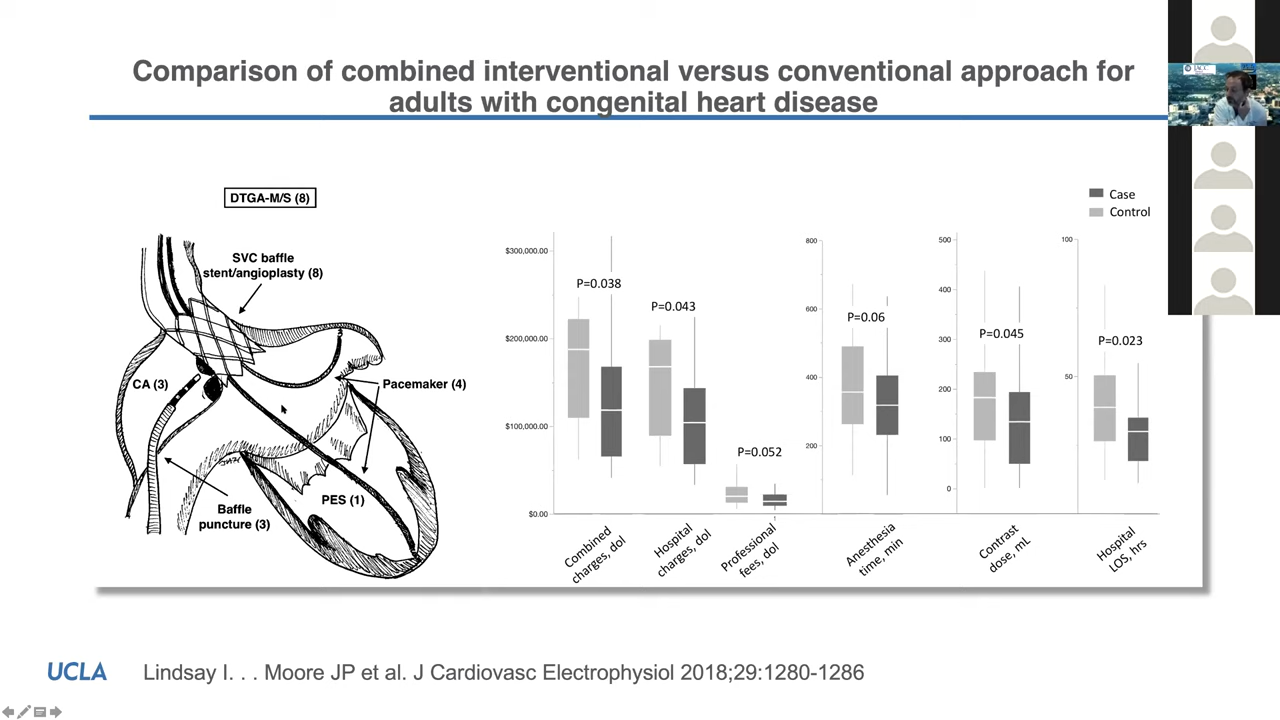 Comparison of combined interventional versus conventional approach for
adults with congenital heart disease
DTGA-M/S (8)
SVC baffle
stent/angioplasty (8)
CA (3)
Pacemaker (4)
PES (1)
Baffle
puncture (3)
Case
Control
$300,000.00
$200,000.00
$100,000.00
$0.00
P=0.038
P=0.043
P=0.052
800
600
400
200
P=0.06
500
400
300
200
100
0
P=0.045
100
50
P=0.023
Combined
charges, dol
Hospital
charges, dol
Professional
fees, dol
Anesthesia
time, min
Contrast
dose, mL
Hospital
LOS, hrs
UCLA
Lindsay I. . . Moore JP et al. J Cardiovasc Electrophysiol 2018;29:1280-1286